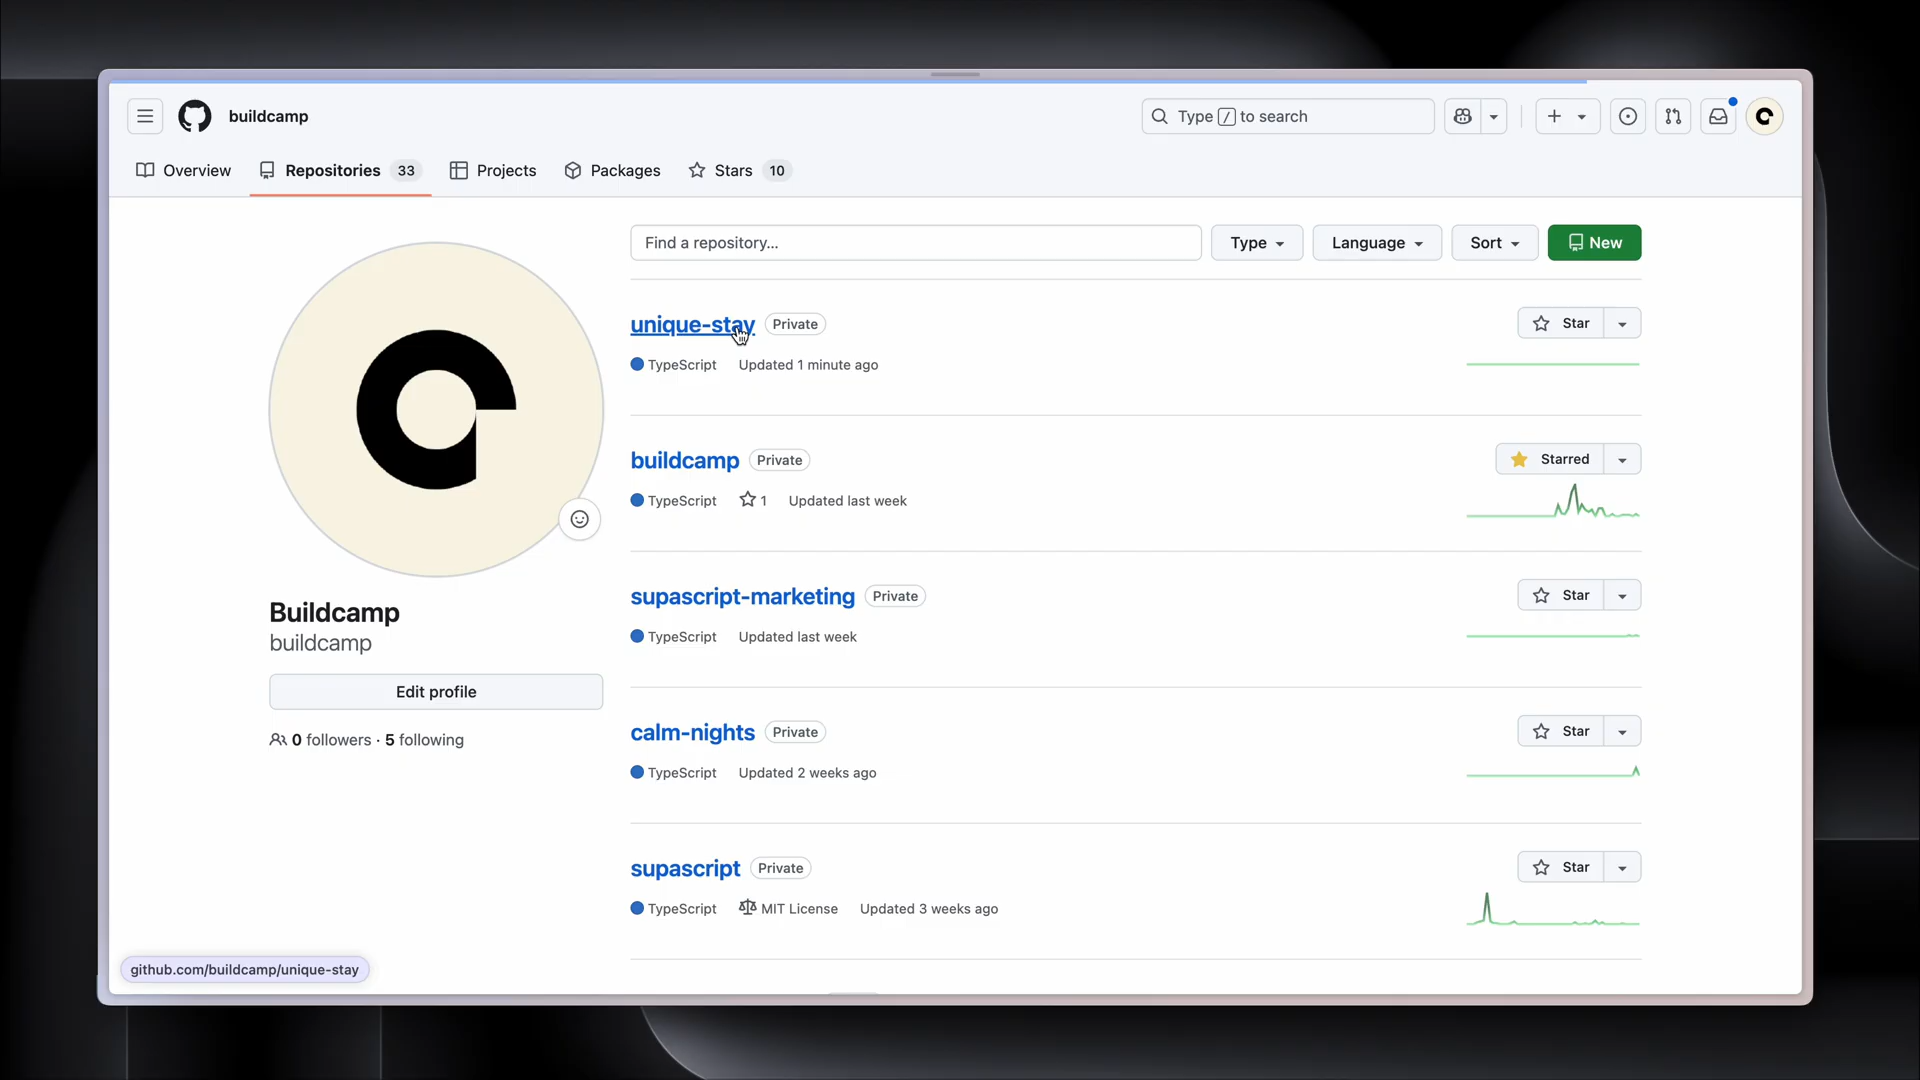 buildcamp
Type / to search
Overview
Repositories 33
Projects
Packages
Stars 10
Find a repository...
Type
Language
Sort
New
unique-stay Private
Star
TypeScript Updated 1 minute ago
buildcamp Private
Starred
TypeScript 1 Updated last week
supascript-marketing Private
Star
TypeScript Updated last week
calm-nights Private
Star
TypeScript Updated 2 weeks ago
supascript Private
Star
TypeScript MIT License Updated 3 weeks ago
Buildcamp
buildcamp
Edit profile
0 followers · 5 following
github.com/buildcamp/unique-stay